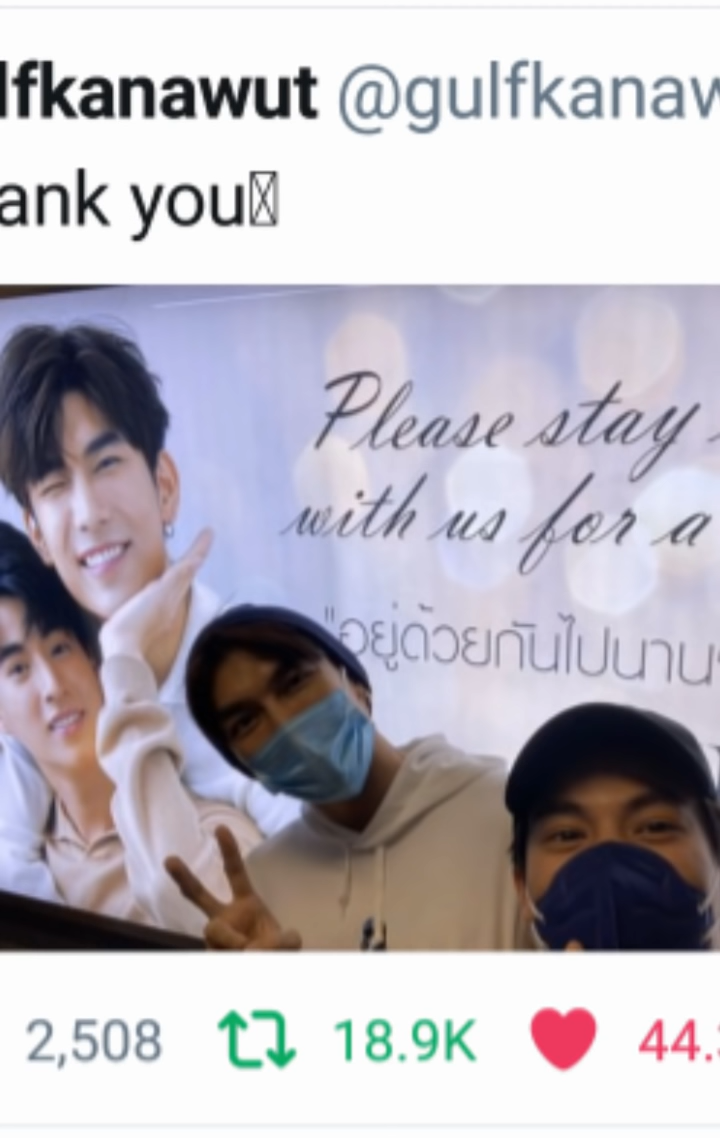 lfkanawut @gulfkanaw
ank you
Please stay
with us for a
"อยู่ด้วยกันไปนาน
2,508 18.9K 44.